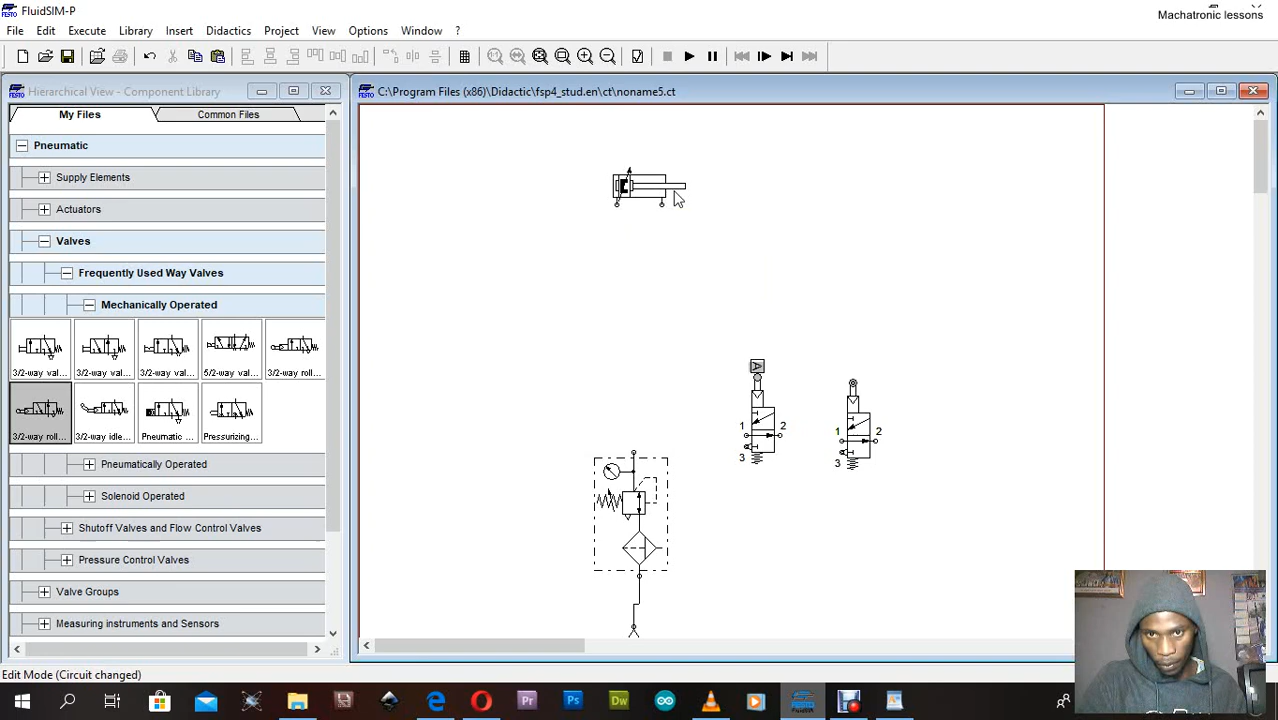 FluidSIM-P
Machatronic lessons
File Edit Execute Library Insert Didactics Project View Options Window ?
Hierarchical View - Component Library
C:\Program Files (x86)\Didactic\fsp4_stud.en\ct\noname5.ct
My Files Common Files
Pneumatic
Supply Elements
Actuators
Valves
Frequently Used Way Valves
Mechanically Operated
3/2-way val... 3/2-way val... 3/2-way val... 5/2-way val... 3/2-way roll...
3/2-way roll... 3/2-way idle... Pneumatic ... Pressurizing...
Pneumatically Operated
Solenoid Operated
Shutoff Valves and Flow Control Valves
Pressure Control Valves
Valve Groups
Measuring instruments and Sensors
A
1 2
3
1 2
3
Edit Mode (Circuit changed)
Pr Ps Dw